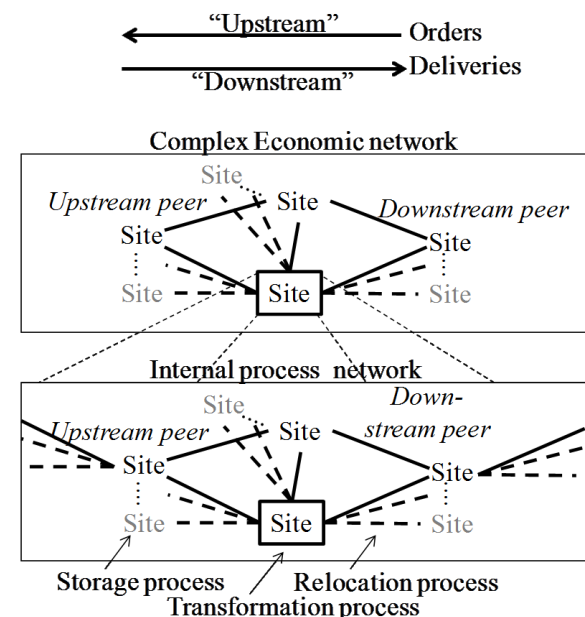 “Upstream”
Orders
Deliveries
“Downstream”
Complex Economic network
Site
Upstream peer
Site
Downstream peer
Site
Site
Site
Site
Site
Internal process network
Site
Upstream peer
Site
Down-
stream peer
Site
Site
Site
Site
Site
Storage process
Relocation process
Transformation process